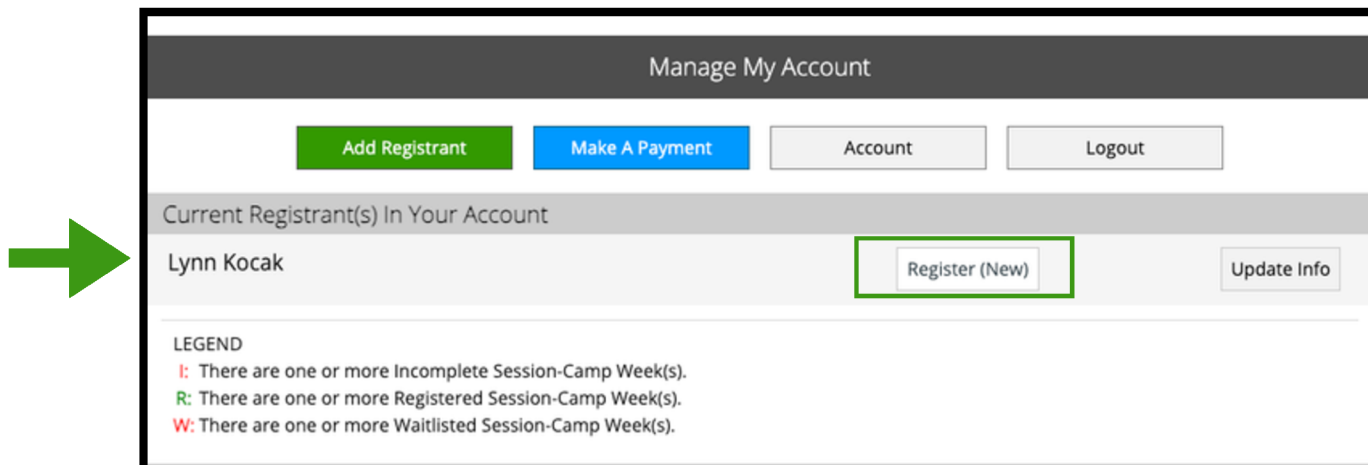 Manage My Account
Add Registrant Make A Payment Account Logout
Current Registrant(s) In Your Account
Lynn Kocak Register (New) Update Info
LEGEND
I: There are one or more Incomplete Session-Camp Week(s).
R: There are one or more Registered Session-Camp Week(s).
W: There are one or more Waitlisted Session-Camp Week(s).